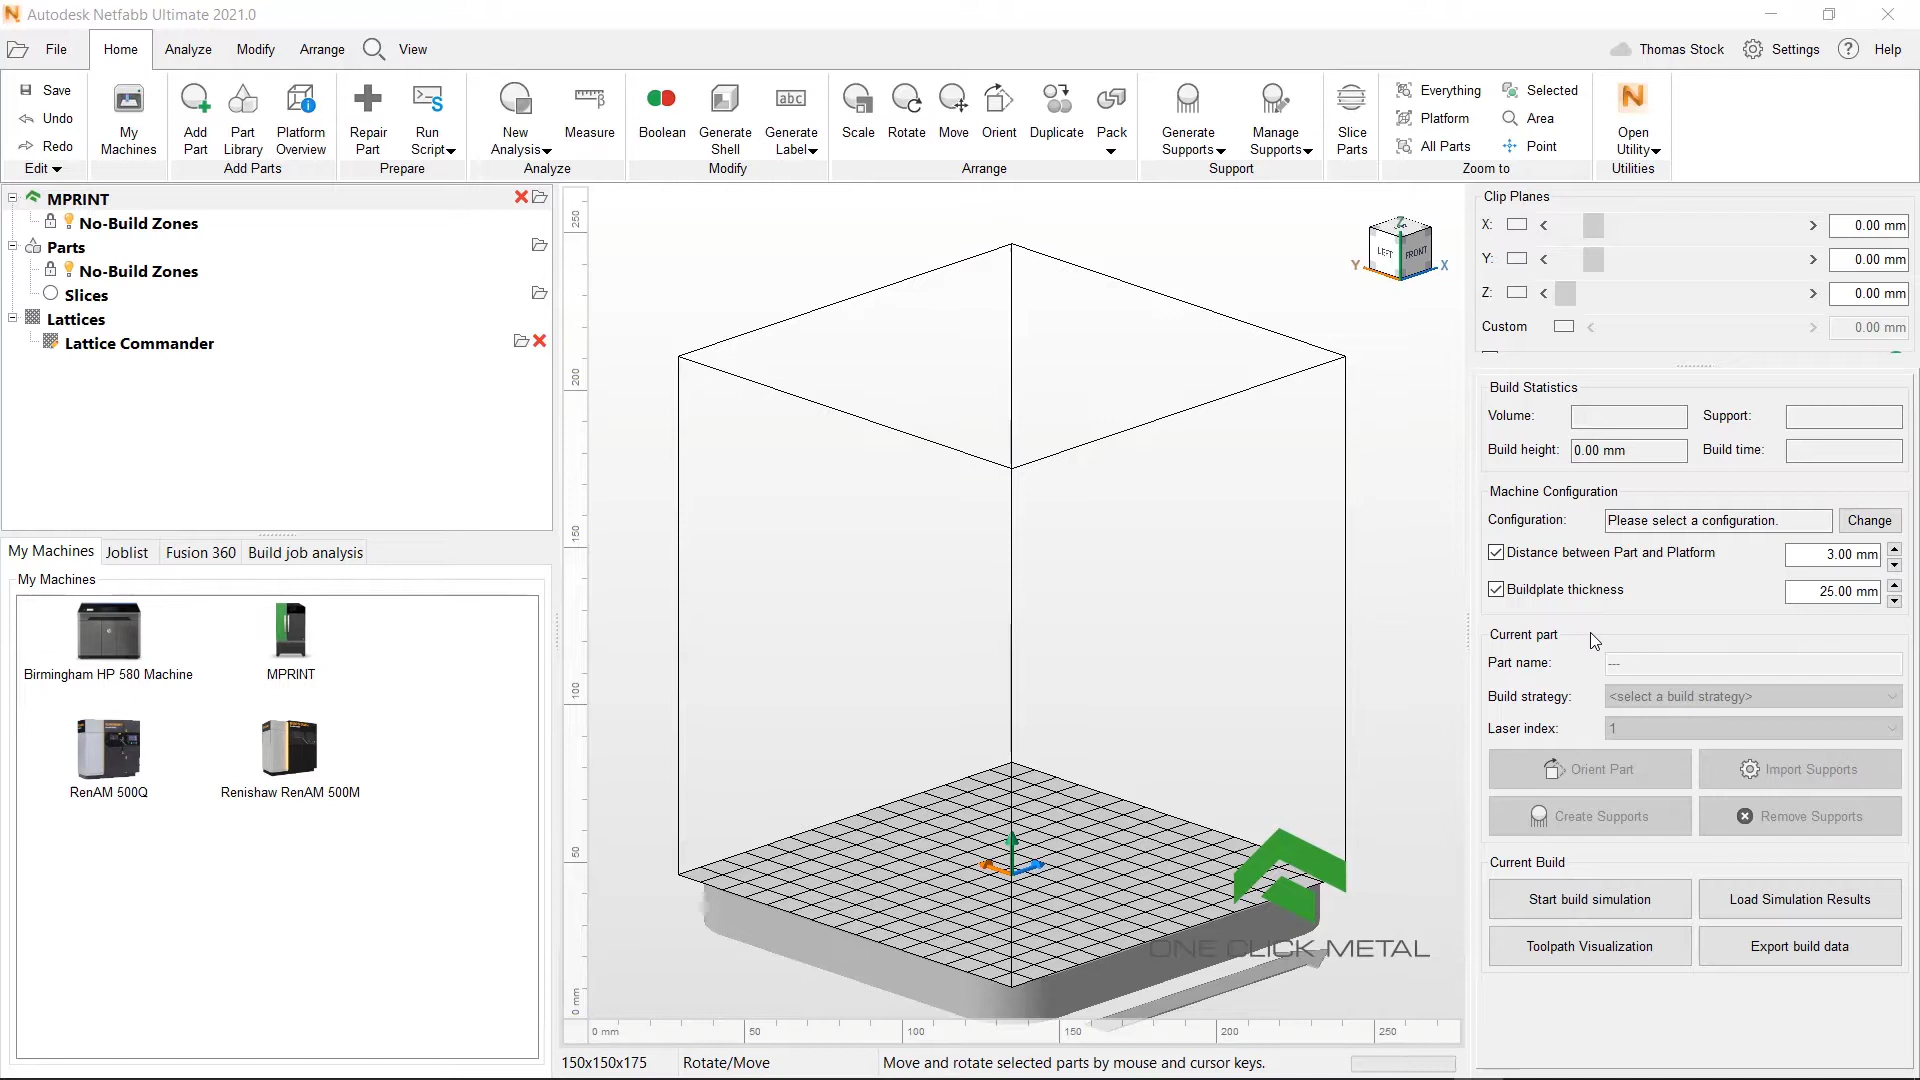 Autodesk Netfabb Ultimate 2021.0
File Home Analyze Modify Arrange View Thomas Stock Settings ? Help
Save
Undo
Redo
Edit
My Machines
Add Part
Part Library
Platform Overview
Add Parts
Repair Part
Run Script
Prepare
New Analysis
Measure
Analyze
Boolean
Generate Shell
abc
Generate Label
Modify
Scale
Rotate
Move
Orient
Duplicate
Pack
Arrange
Generate Supports
Manage Supports
Support
Slice Parts
Everything
Selected
Platform
Area
All Parts
Point
Zoom to
Open Utility
Utilities
MPRINT
No-Build Zones
Parts
No-Build Zones
Slices
Lattices
Lattice Commander
My Machines Joblist Fusion 360 Build job analysis
My Machines
Birmingham HP 580 Machine
MPRINT
RenAM 500Q
Renishaw RenAM 500M
250
200
150
100
50
0 mm
0 mm 50 100 150 200 250
LEFT FRONT
Z
Y X
ONE CLICK METAL
150x150x175 Rotate/Move Move and rotate selected parts by mouse and cursor keys.
Clip Planes
X: < > 0.00 mm
Y: < > 0.00 mm
Z: < > 0.00 mm
Custom < > 0.00 mm
Build Statistics
Volume: Support:
Build height: 0.00 mm Build time:
Machine Configuration
Configuration: Please select a configuration. Change
Distance between Part and Platform 3.00 mm
Buildplate thickness 25.00 mm
Current part
Part name: ---
Build strategy: <select a build strategy>
Laser index: 1
Orient Part Import Supports
Create Supports Remove Supports
Current Build
Start build simulation Load Simulation Results
Toolpath Visualization Export build data